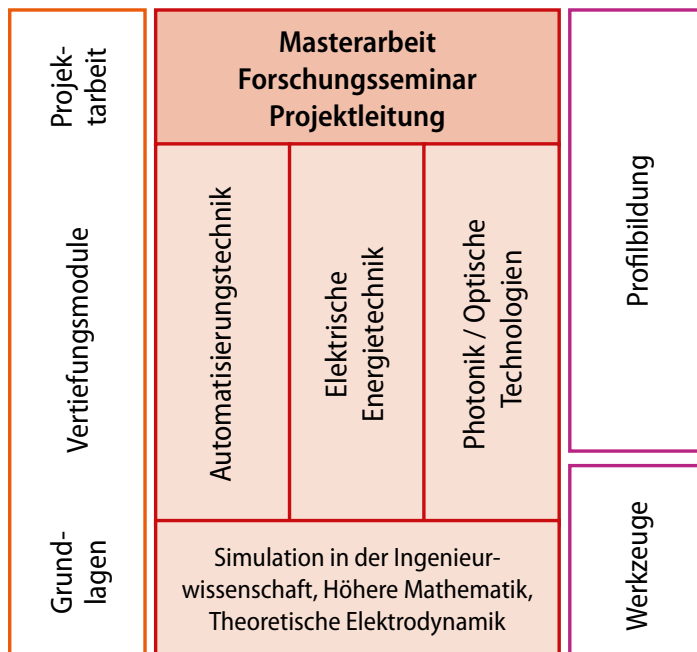 Projek-
tarbeit
Vertiefungsmodule
Grund-
lagen
Masterarbeit
Forschungsseminar
Projektleitung
Automatisierungstechnik
Elektrische
Energietechnik
Photonik / Optische
Technologien
Simulation in der Ingenieur-
wissenschaft, Höhere Mathematik,
Theoretische Elektrodynamik
Profilbildung
Werkzeuge